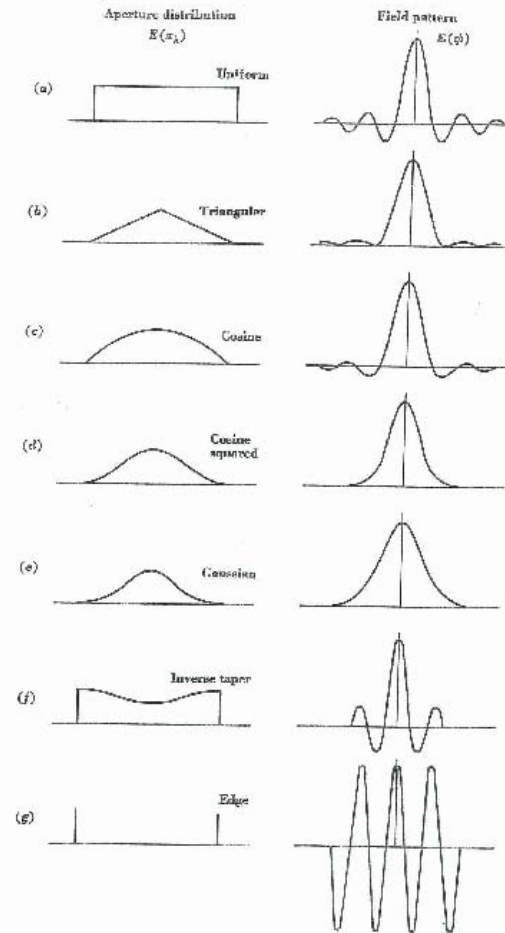 Aperture distribution
E(xλ)
Field pattern
E(φ)
(a)
Uniform
(b)
Triangular
(c)
Cosine
(d)
Cosine
squared
(e)
Gaussian
(f)
Inverse taper
(g)
Edge